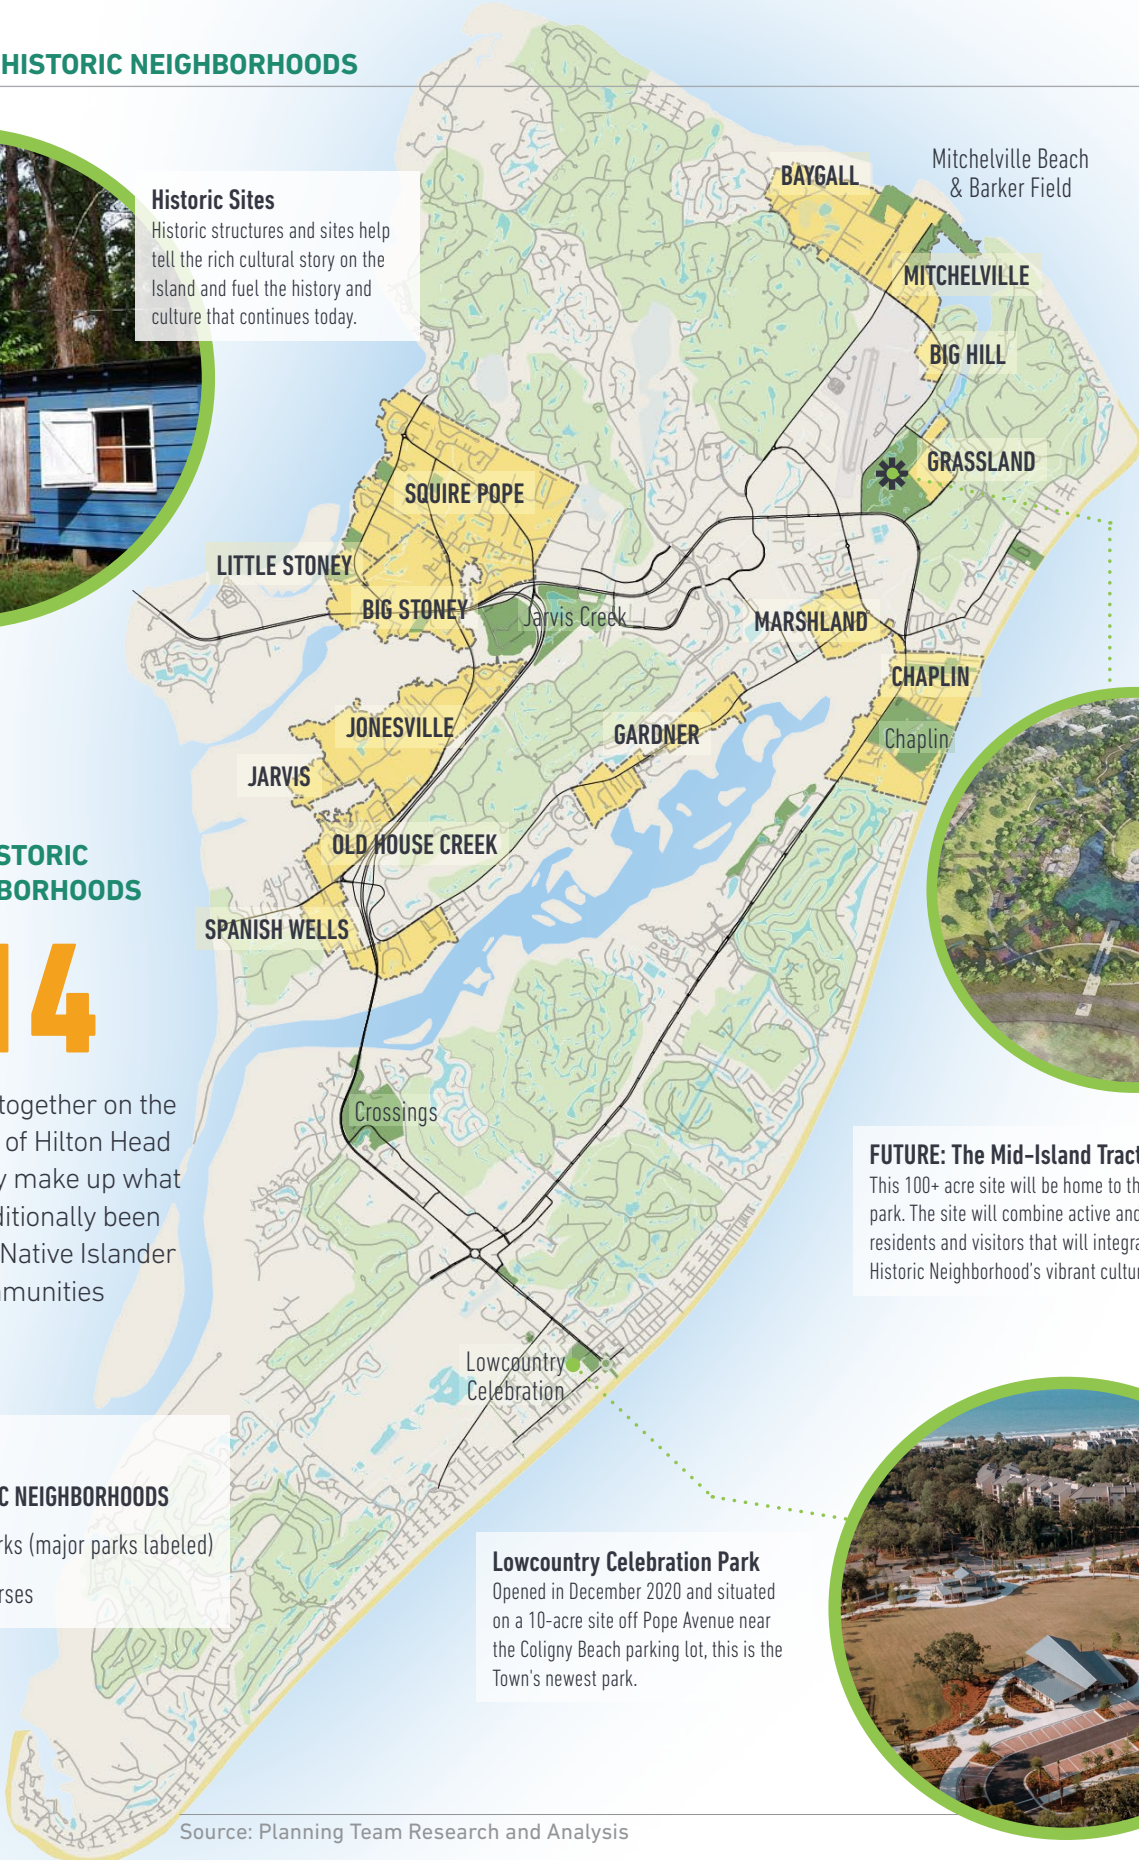 HISTORIC NEIGHBORHOODS
Historic Sites
Historic structures and sites help
tell the rich cultural story on the
Island and fuel the history and
culture that continues today.
Mitchelville Beach
& Barker Field
BAYGALL
MITCHELVILLE
BIG HILL
GRASSLAND
SQUIRE POPE
LITTLE STONEY
BIG STONEY
Jarvis Creek
MARSHLAND
CHAPLIN
Chaplin
JONESVILLE
GARDNER
JARVIS
OLD HOUSE CREEK
SPANISH WELLS
STORIC
BORHOODS
14
together on the
of Hilton Head
y make up what
ditionally been
Native Islander
mmunities
Crossings
FUTURE: The Mid-Island Tract
This 100+ acre site will be home to th
park. The site will combine active and
residents and visitors that will integra
Historic Neighborhood's vibrant cultur
Lowcountry
Celebration
C NEIGHBORHOODS
rks (major parks labeled)
rses
Lowcountry Celebration Park
Opened in December 2020 and situated
on a 10-acre site off Pope Avenue near
the Coligny Beach parking lot, this is the
Town's newest park.
Source: Planning Team Research and Analysis